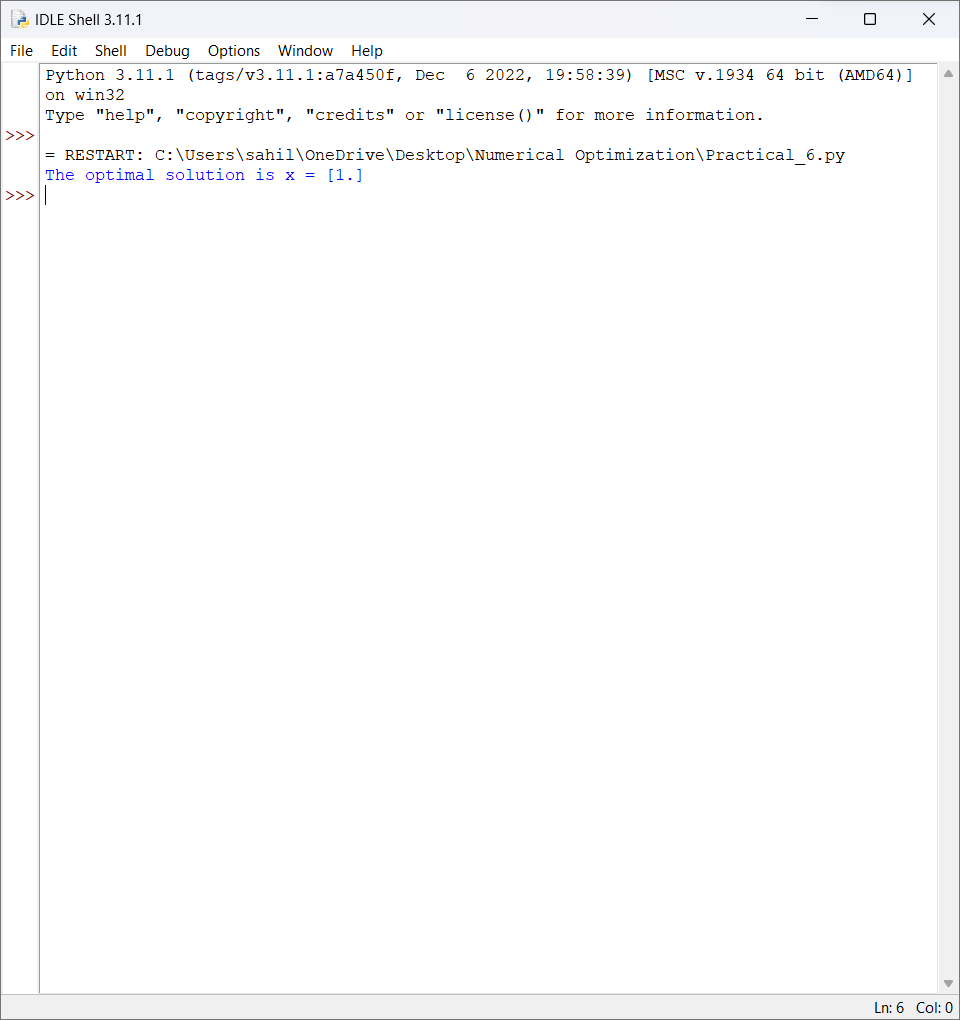 IDLE Shell 3.11.1
File Edit Shell Debug Options Window Help
Python 3.11.1 (tags/v3.11.1:a7a450f, Dec  6 2022, 19:58:39) [MSC v.1934 64 bit (AMD64)]
on win32
Type "help", "copyright", "credits" or "license()" for more information.
>>>
= RESTART: C:\Users\sahil\OneDrive\Desktop\Numerical Optimization\Practical_6.py
The optimal solution is x = [1.]
>>>
Ln: 6 Col: 0